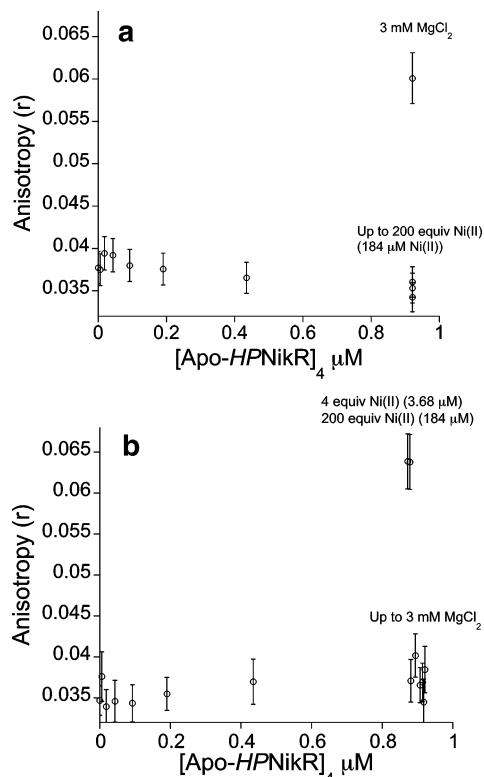 a
3 mM MgCl2
0.065
0.06
0.055
0.05
0.045
0.04
0.035
Anisotropy (r)
Up to 200 equiv Ni(II)
(184 μM Ni(II))
0 0.2 0.4 0.6 0.8 1
[Apo-HPNikR]4 μM
4 equiv Ni(II) (3.68 μM)
200 equiv Ni(II) (184 μM)
b
0.065
0.06
0.055
0.05
0.045
0.04
0.035
Anisotropy (r)
Up to 3 mM MgCl2
0 0.2 0.4 0.6 0.8 1
[Apo-HPNikR]4 μM